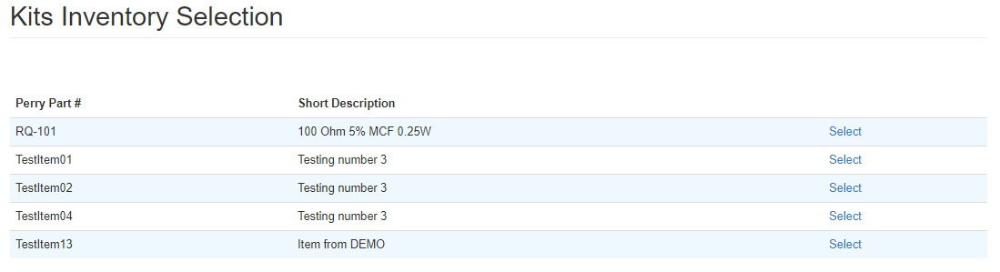 Kits Inventory Selection
Perry Part # Short Description
RQ-101 100 Ohm 5% MCF 0.25W Select
TestItem01 Testing number 3 Select
TestItem02 Testing number 3 Select
TestItem04 Testing number 3 Select
TestItem13 Item from DEMO Select